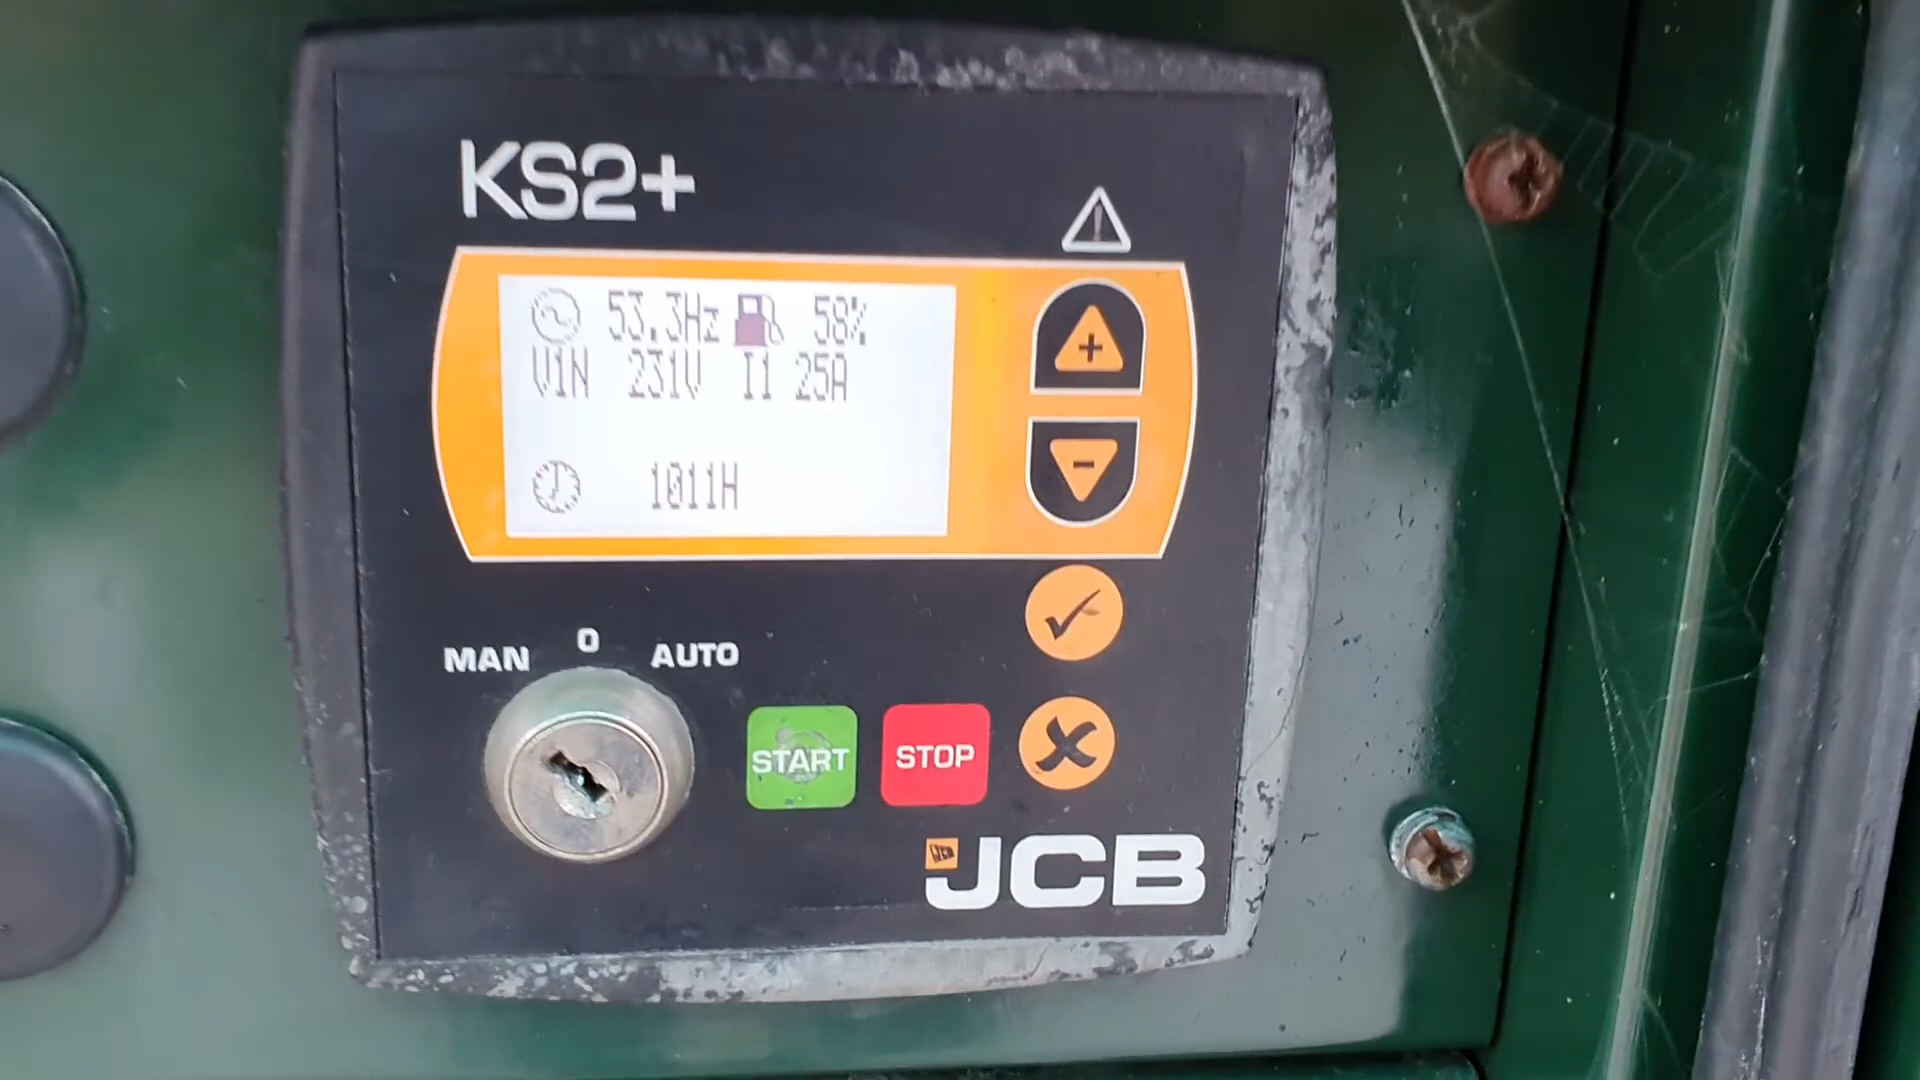 KS2+
53.3Hz 58%
V1N 231V I1 25A
1011H
+
-
MAN 0 AUTO
START STOP
JCB